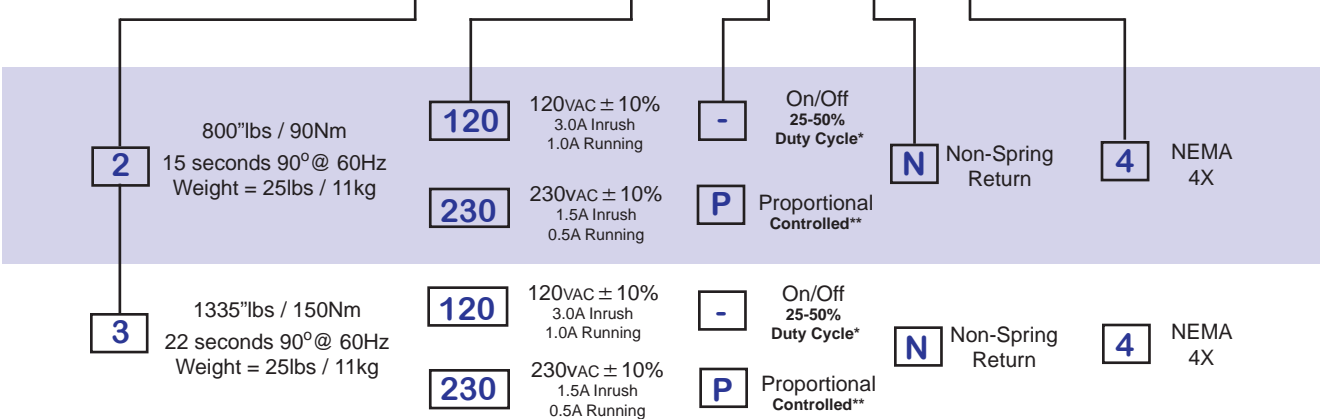 2
800”lbs / 90Nm
15 seconds 90o@ 60Hz
Weight = 25lbs / 11kg
120
120VAC ± 10%
3.0A Inrush
1.0A Running
230
230VAC ± 10%
1.5A Inrush
0.5A Running
-
On/Off
25-50%
Duty Cycle*
P
Proportional
Controlled**
N
Non-Spring
Return
4
NEMA
4X
3
1335”lbs / 150Nm
22 seconds 90o@ 60Hz
Weight = 25lbs / 11kg
120
120VAC ± 10%
3.0A Inrush
1.0A Running
230
230VAC ± 10%
1.5A Inrush
0.5A Running
-
On/Off
25-50%
Duty Cycle*
P
Proportional
Controlled**
N
Non-Spring
Return
4
NEMA
4X